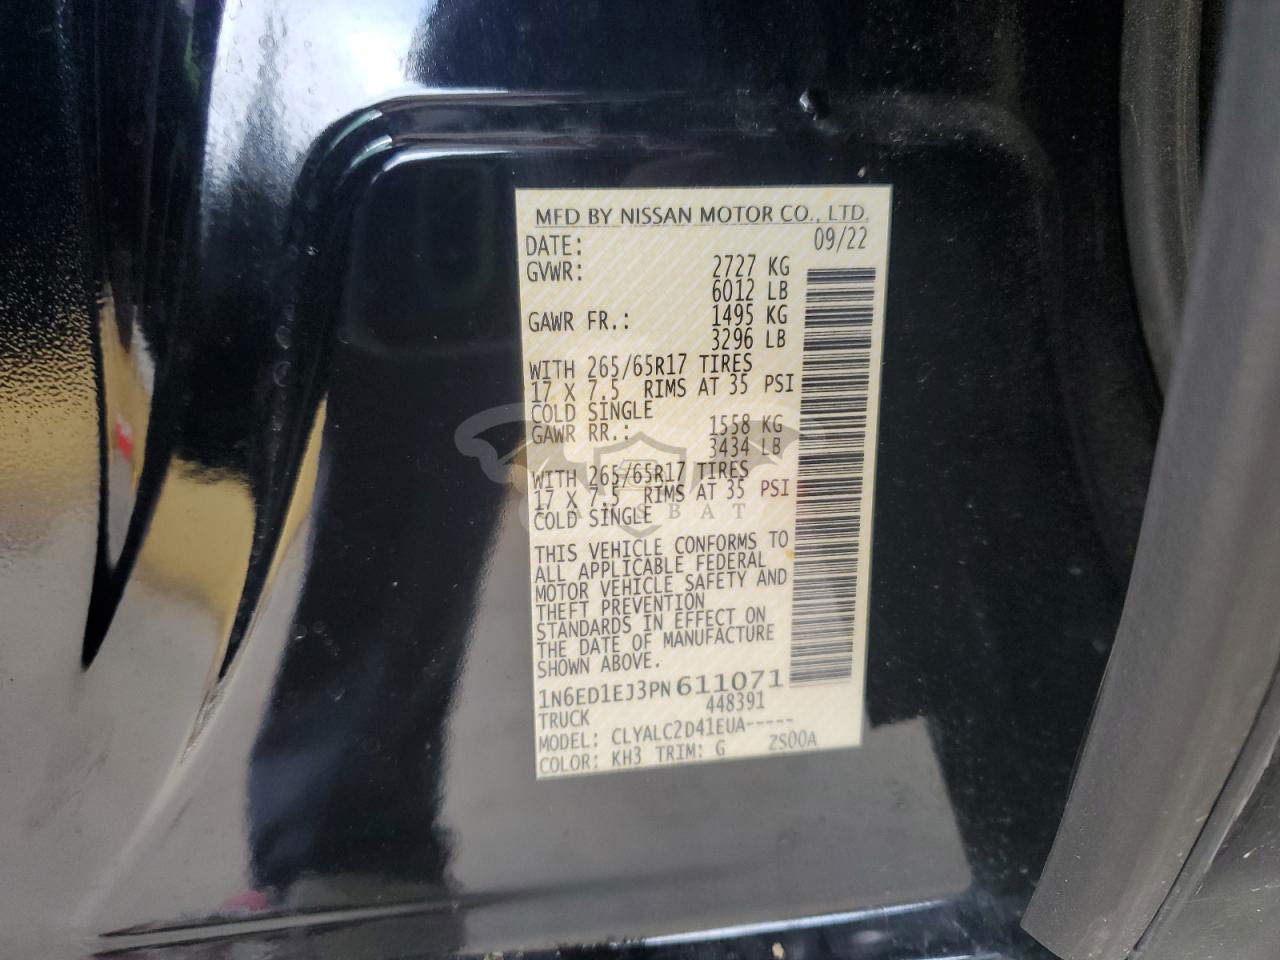 MFD BY NISSAN MOTOR CO., LTD.
DATE: 09/22
GVWR: 2727 KG
6012 LB
GAWR FR.: 1495 KG
3296 LB
WITH 265/65R17 TIRES
17 X 7.5 RIMS AT 35 PSI
COLD SINGLE
GAWR RR.: 1558 KG
3434 LB
WITH 265/65R17 TIRES
17 X 7.5 RIMS AT 35 PSI
COLD SINGLE
THIS VEHICLE CONFORMS TO
ALL APPLICABLE FEDERAL
MOTOR VEHICLE SAFETY AND
THEFT PREVENTION
STANDARDS IN EFFECT ON
THE DATE OF MANUFACTURE
SHOWN ABOVE.
1N6ED1EJ3PN611071
TRUCK 448391
MODEL: CLYALC2D41EUA-----
COLOR: KH3 TRIM: G ZS00A